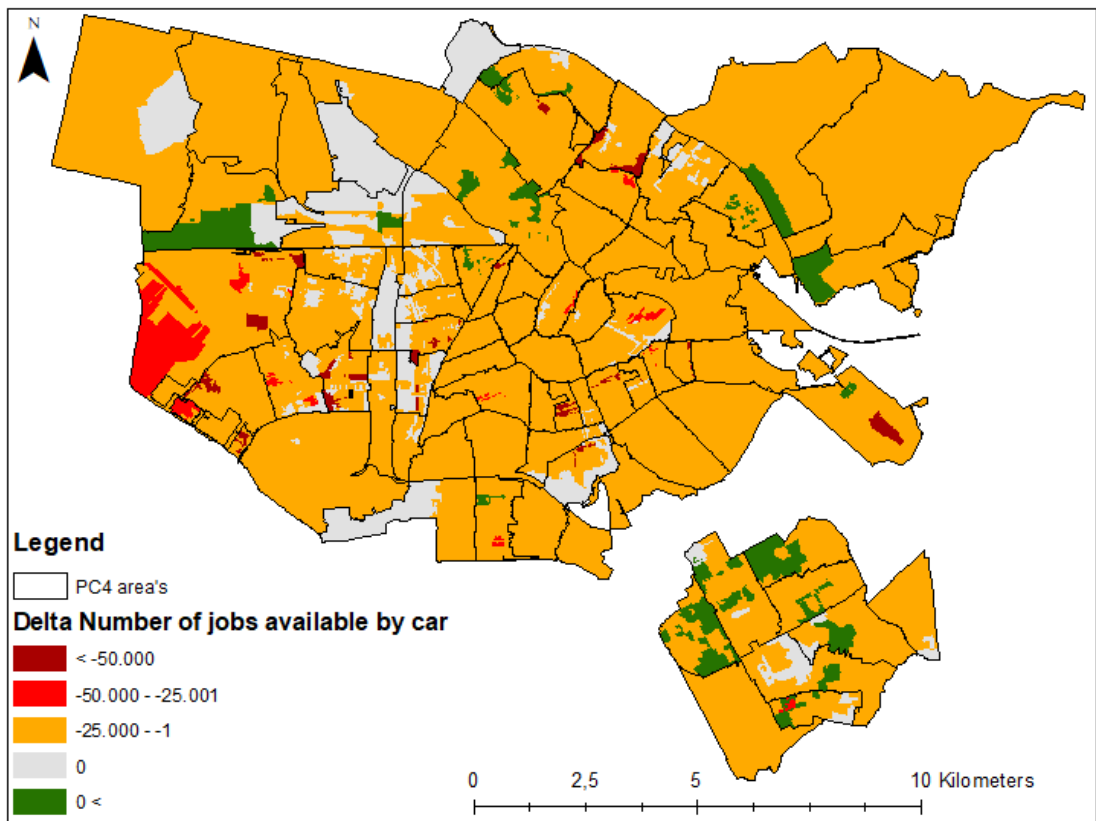 N
Legend
PC4 area's
Delta Number of jobs available by car
< -50.000
-50.000 - -25.001
-25.000 - -1
0
0 <
0 2,5 5 10 Kilometers